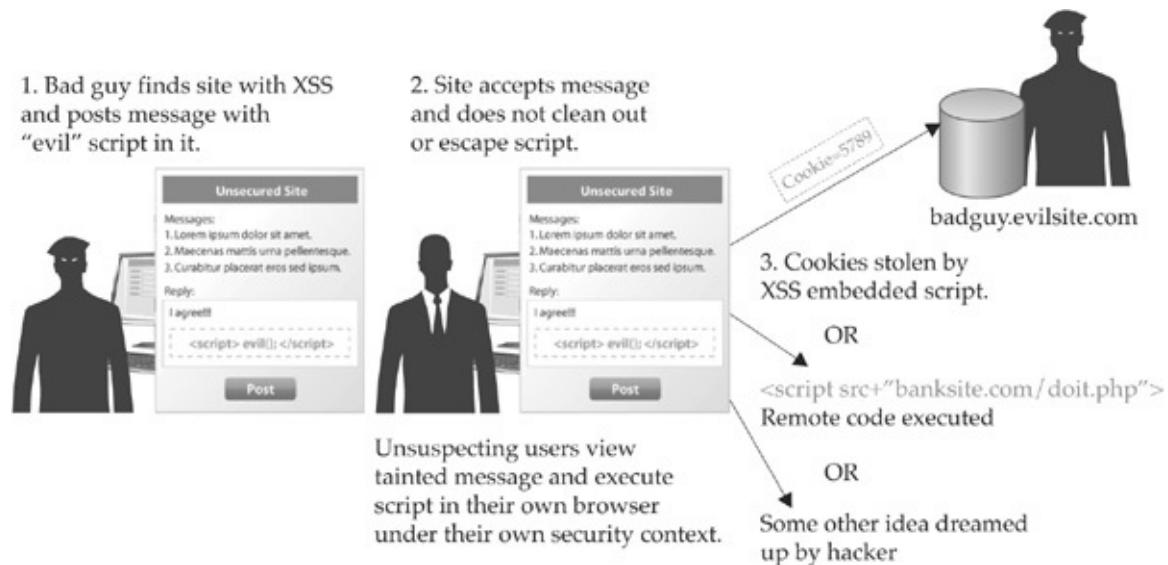 1. Bad guy finds site with XSS
and posts message with
“evil” script in it.
Unsecured Site
Messages:
1. Lorem ipsum dolor sit amet.
2. Maecenas mattis urna pellentesque.
3. Curabitur placerat eros sed ipsum.
Reply:
I agree!!!
<script> evil(); </script>
Post
2. Site accepts message
and does not clean out
or escape script.
Unsecured Site
Messages:
1. Lorem ipsum dolor sit amet.
2. Maecenas mattis urna pellentesque.
3. Curabitur placerat eros sed ipsum.
Reply:
I agree!!!
<script> evil(); </script>
Post
Unsuspecting users view
tainted message and execute
script in their own browser
under their own security context.
Cookie=5789
badguy.evilsite.com
3. Cookies stolen by
XSS embedded script.
OR
<script src+”banksite.com/doit.php”>
Remote code executed
OR
Some other idea dreamed
up by hacker